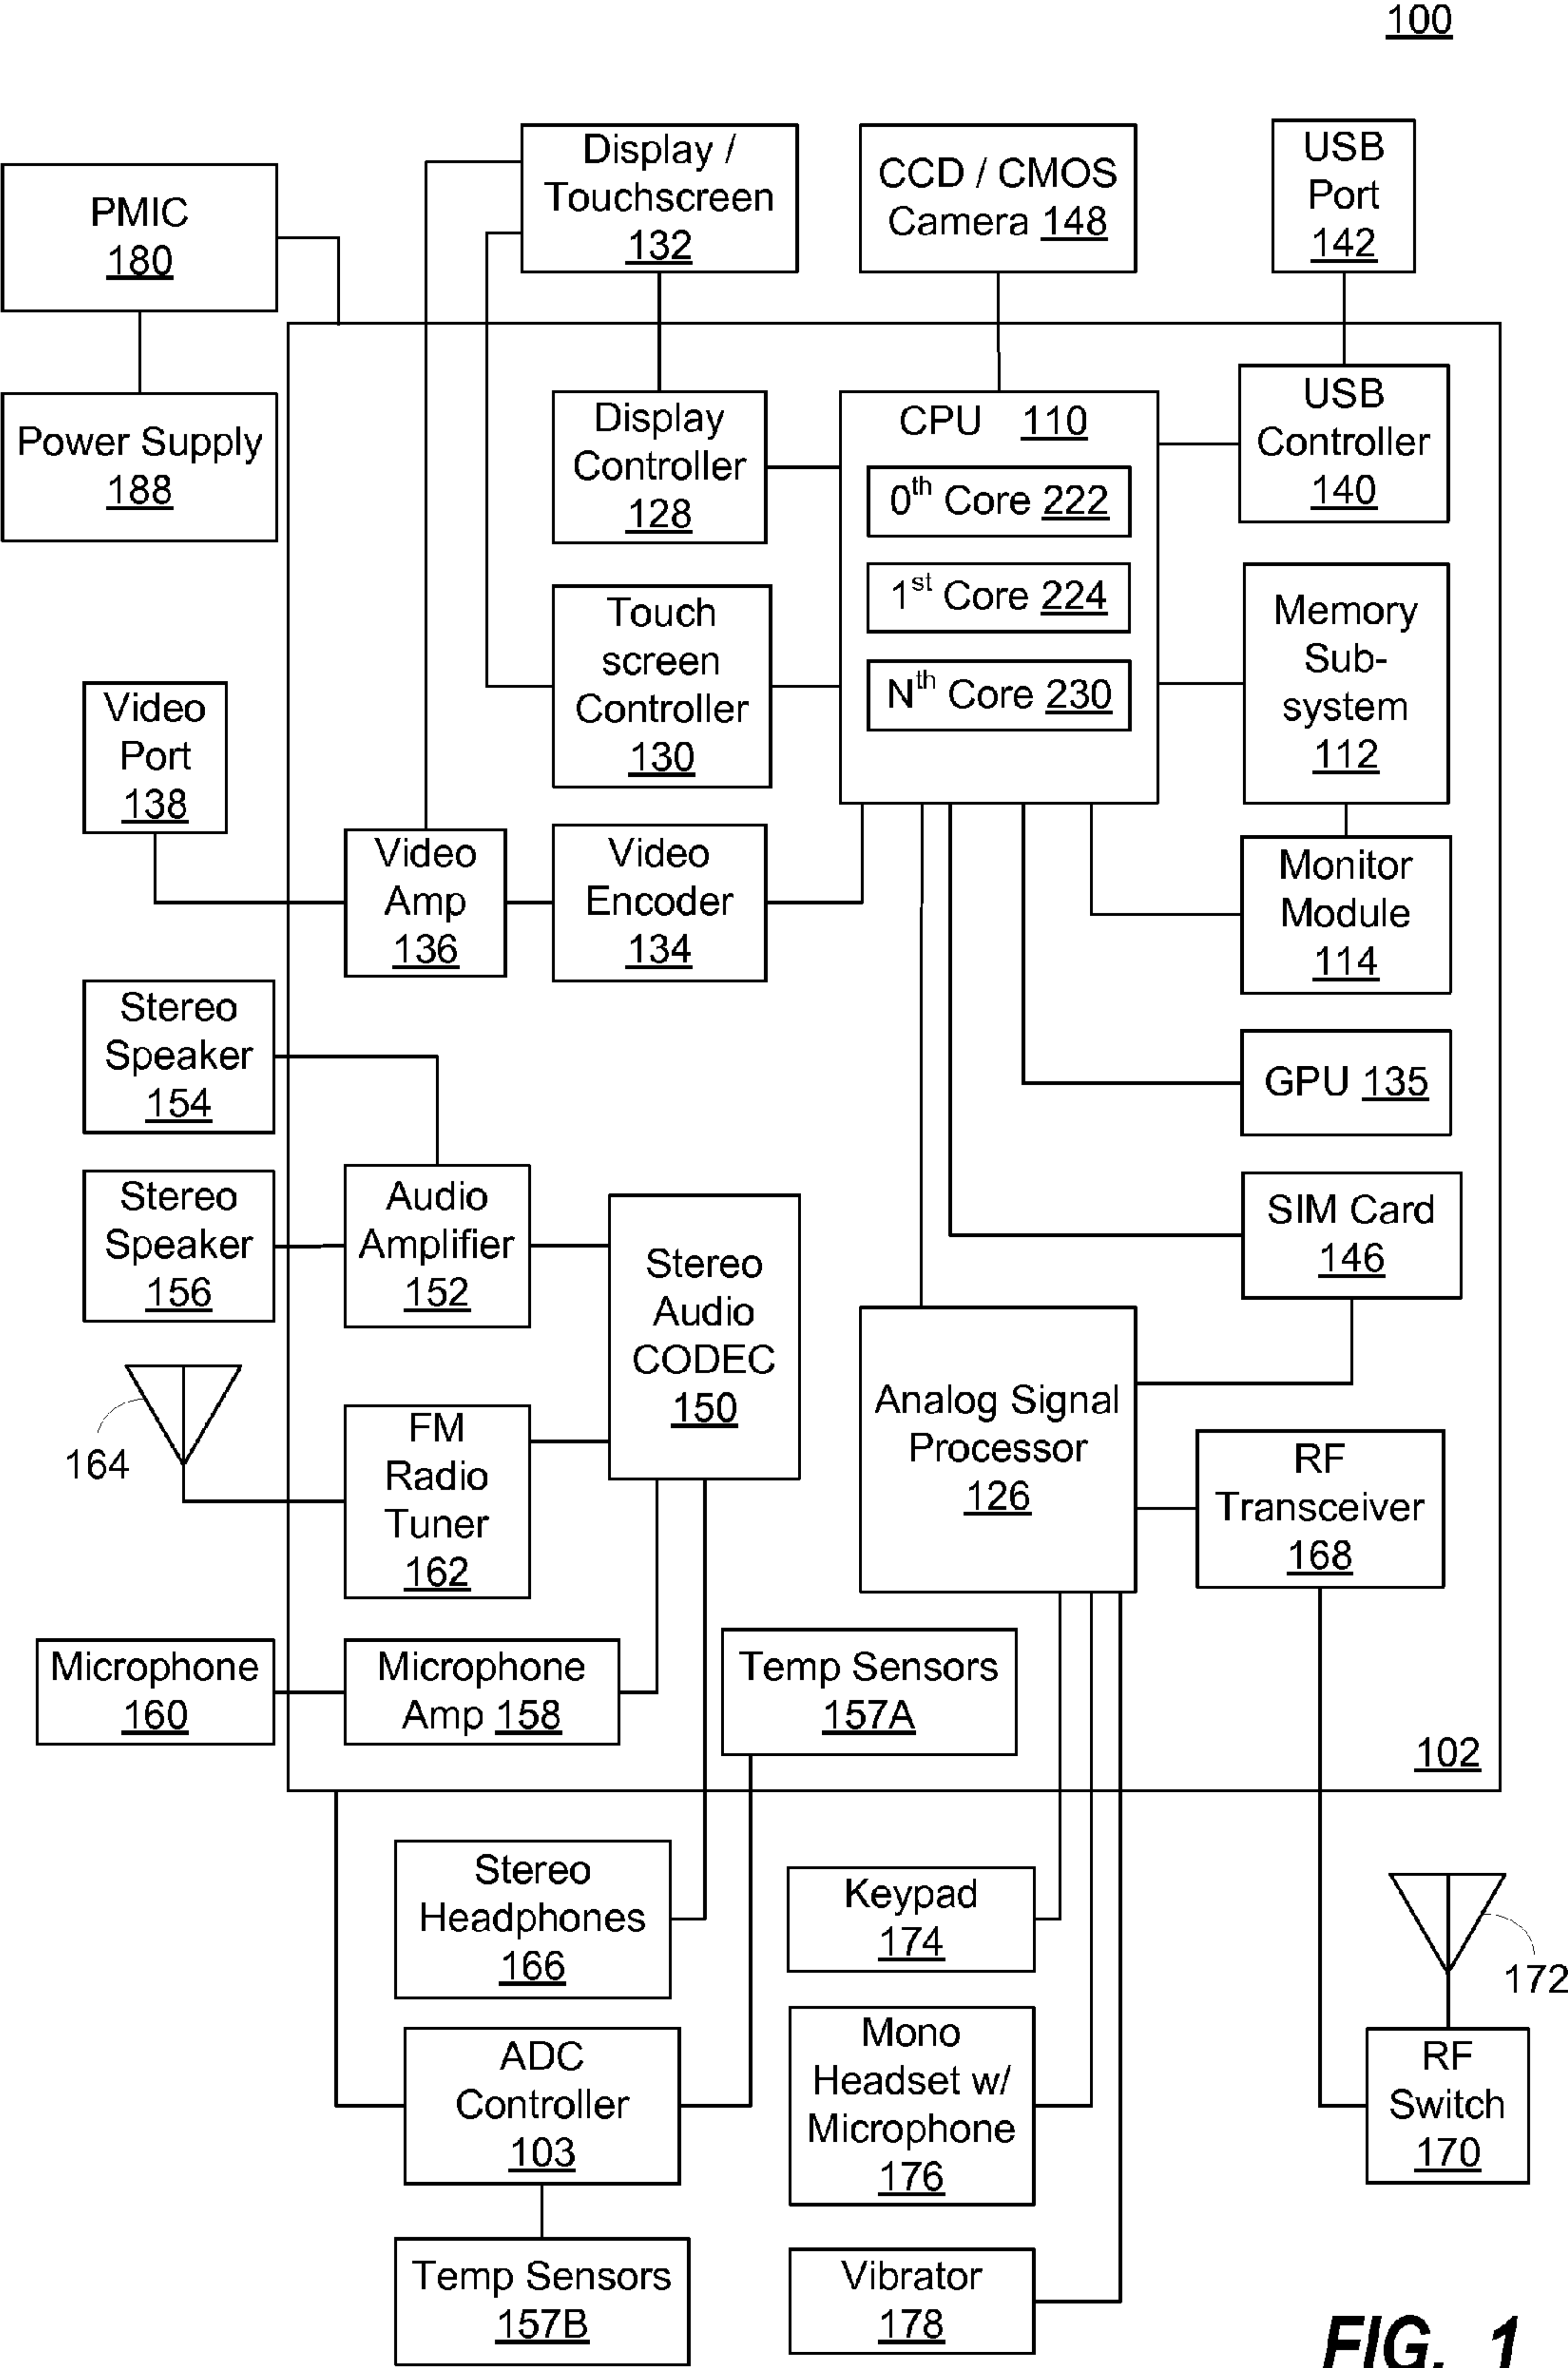 100
Display /
Touchscreen
132
CCD / CMOS
Camera 148
USB
Port
142
PMIC
180
Power Supply
188
Display
Controller
128
CPU 110
0th Core 222
1st Core 224
Nth Core 230
USB
Controller
140
Touch
screen
Controller
130
Memory
Sub-
system
112
Video
Port
138
Video
Amp
136
Video
Encoder
134
Monitor
Module
114
Stereo
Speaker
154
GPU 135
Stereo
Speaker
156
Audio
Amplifier
152
Stereo
Audio
CODEC
150
SIM Card
146
164
FM
Radio
Tuner
162
Analog Signal
Processor
126
RF
Transceiver
168
Microphone
160
Microphone
Amp 158
Temp Sensors
157A
102
Stereo
Headphones
166
Keypad
174
172
ADC
Controller
103
Mono
Headset w/
Microphone
176
RF
Switch
170
Temp Sensors
157B
Vibrator
178
FIG. 1